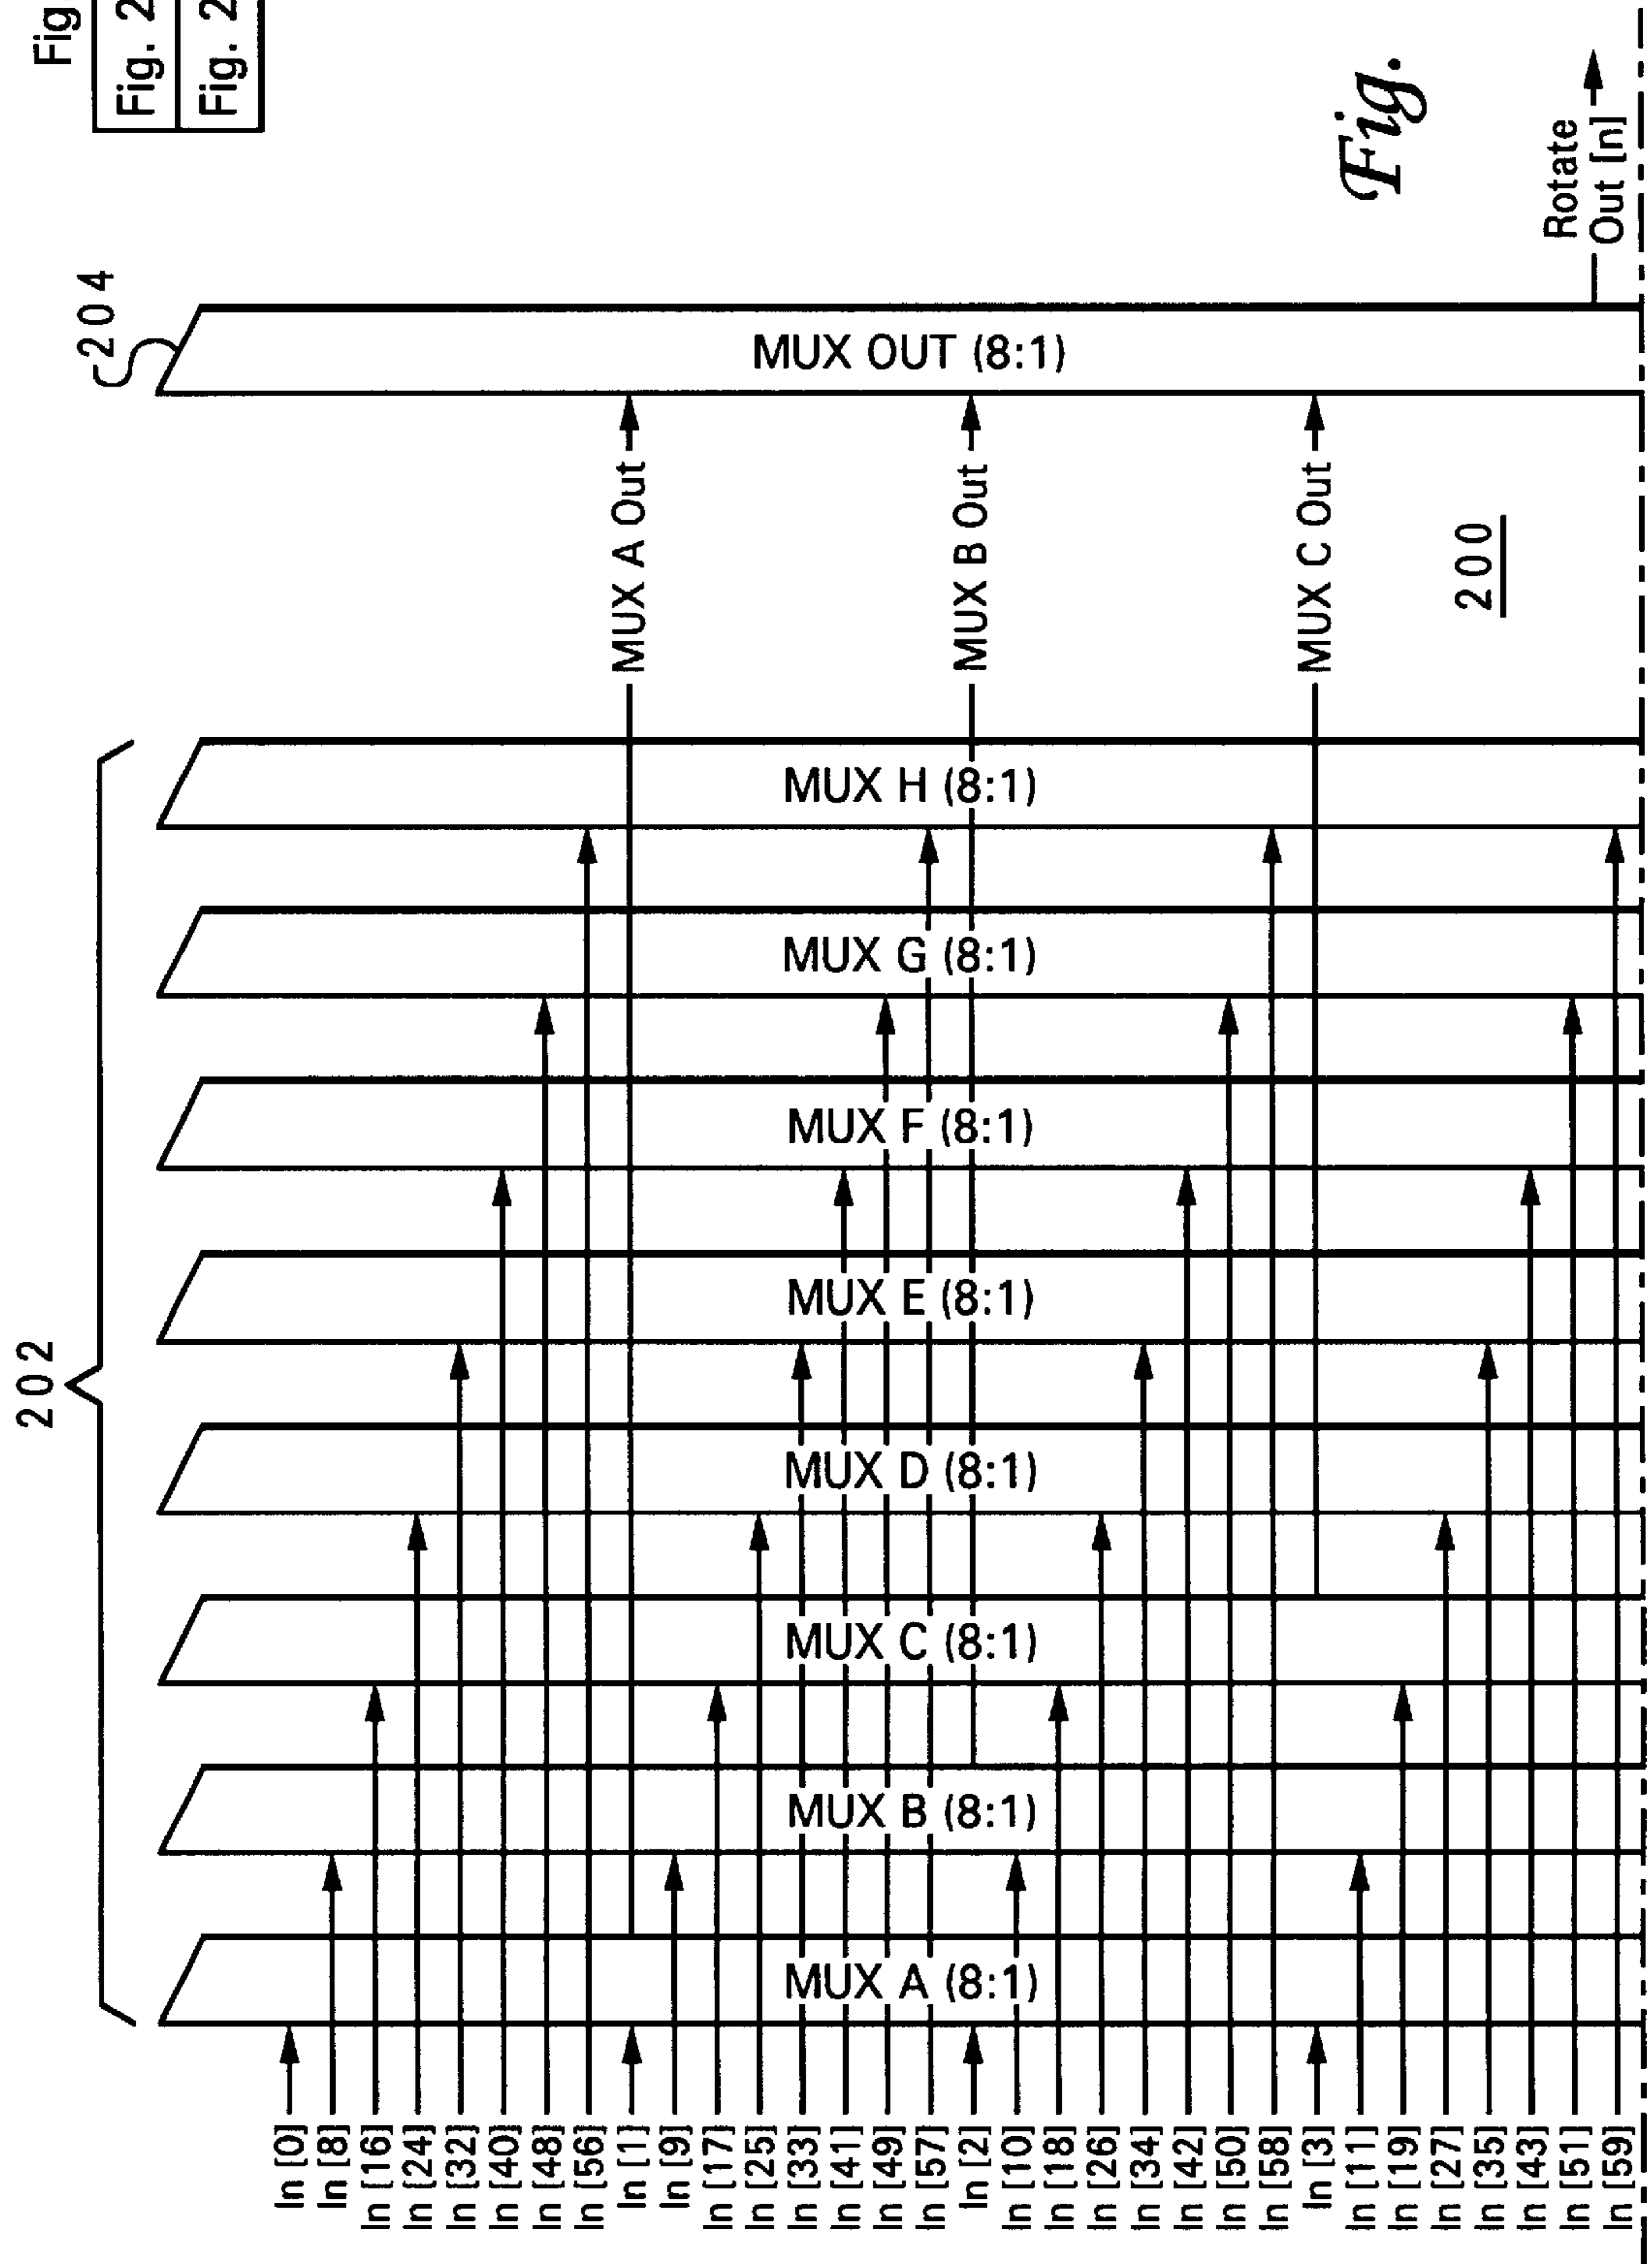 Fig.
Fig. 2
Fig. 2
204
202
MUX A (8:1)
MUX B (8:1)
MUX C (8:1)
MUX D (8:1)
MUX E (8:1)
MUX F (8:1)
MUX G (8:1)
MUX H (8:1)
MUX OUT (8:1)
In [0]
In [8]
In [16]
In [24]
In [32]
In [40]
In [48]
In [56]
In [1]
In [9]
In [17]
In [25]
In [33]
In [41]
In [49]
In [57]
In [2]
In [10]
In [18]
In [26]
In [34]
In [42]
In [50]
In [58]
In [3]
In [11]
In [19]
In [27]
In [35]
In [43]
In [51]
In [59]
MUX A Out
MUX B Out
MUX C Out
200
Rotate
Out [n]
Fig.